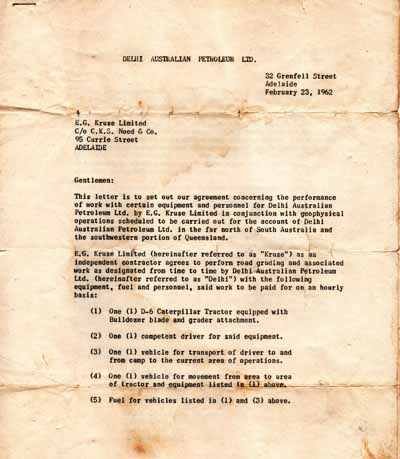 DELHI AUSTRALIAN PETROLEUM LTD.
32 Grenfell Street
Adelaide
February 23, 1962
E.G. Kruse Limited
C/o C.K.S. Need & Co.
95 Currie Street
ADELAIDE
Gentlemen:
This letter is to set out our agreement concerning the performance
of work with certain equipment and personnel for Delhi Australian
Petroleum Ltd. by E.G. Kruse Limited in conjunction with geophysical
operations scheduled to be carried out for the account of Delhi
Australian Petroleum Ltd. in the far north of South Australia and
the southwestern portion of Queensland.
E.G. Kruse Limited (hereinafter referred to as "Kruse") as an
independent contractor agrees to perform road grading and associated
work as designated from time to time by Delhi Australian Petroleum
Ltd. (hereinafter referred to as "Delhi") with the following
equipment, fuel and personnel, said work to be paid for on an hourly
basis:
(1) One (1) D-6 Caterpillar Tractor equipped with
Bulldozer blade and grader attachment.
(2) One (1) competent driver for said equipment.
(3) One (1) vehicle for transport of driver to and
from camp to the current area of operations.
(4) One (1) vehicle for movement from area to area
of tractor and equipment listed in (1) above.
(5) Fuel for vehicles listed in (1) and (3) above.